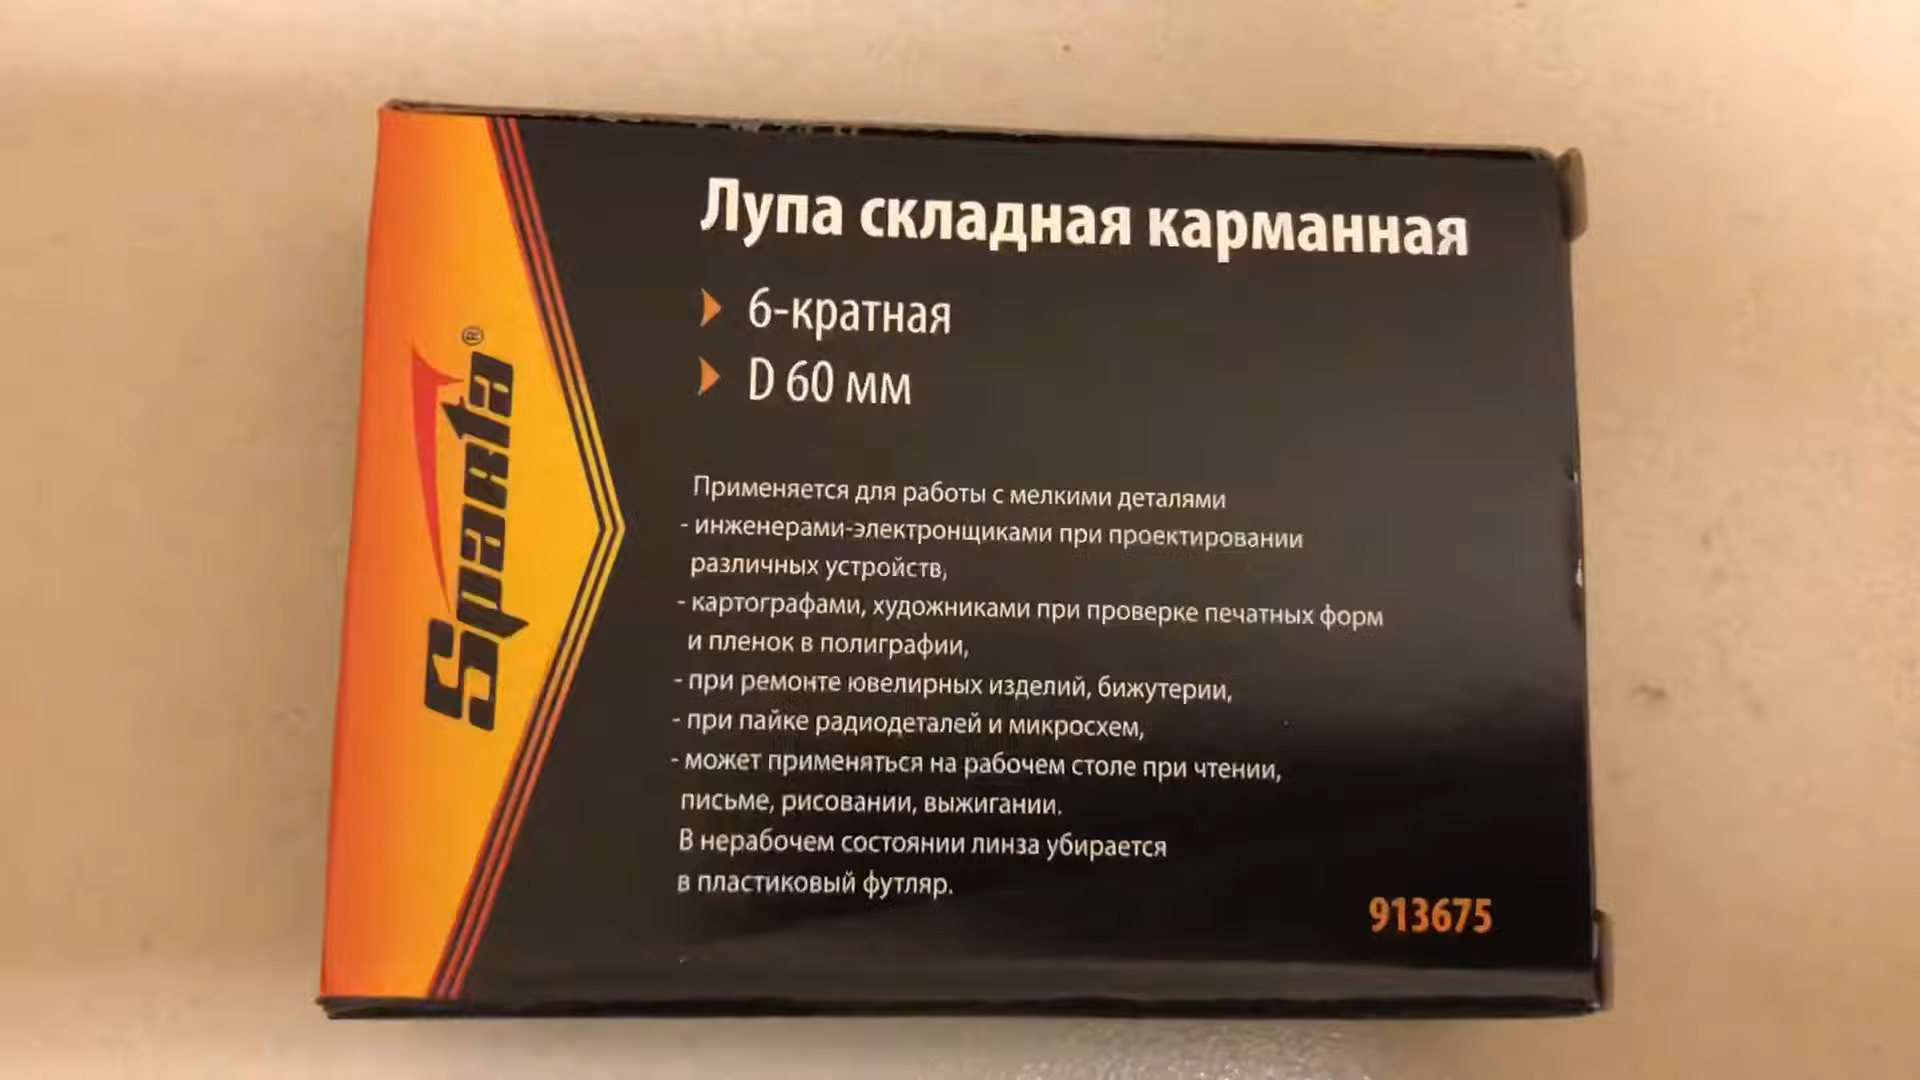 Sparta®
Лупа складная карманная
6-кратная
D 60 мм
Применяется для работы с мелкими деталями
- инженерами-электронщиками при проектировании
различных устройств,
- картографами, художниками при проверке печатных форм
и пленок в полиграфии,
- при ремонте ювелирных изделий, бижутерии,
- при пайке радиодеталей и микросхем,
- может применяться на рабочем столе при чтении,
письме, рисовании, выжигании.
В нерабочем состоянии линза убирается
в пластиковый футляр.
913675